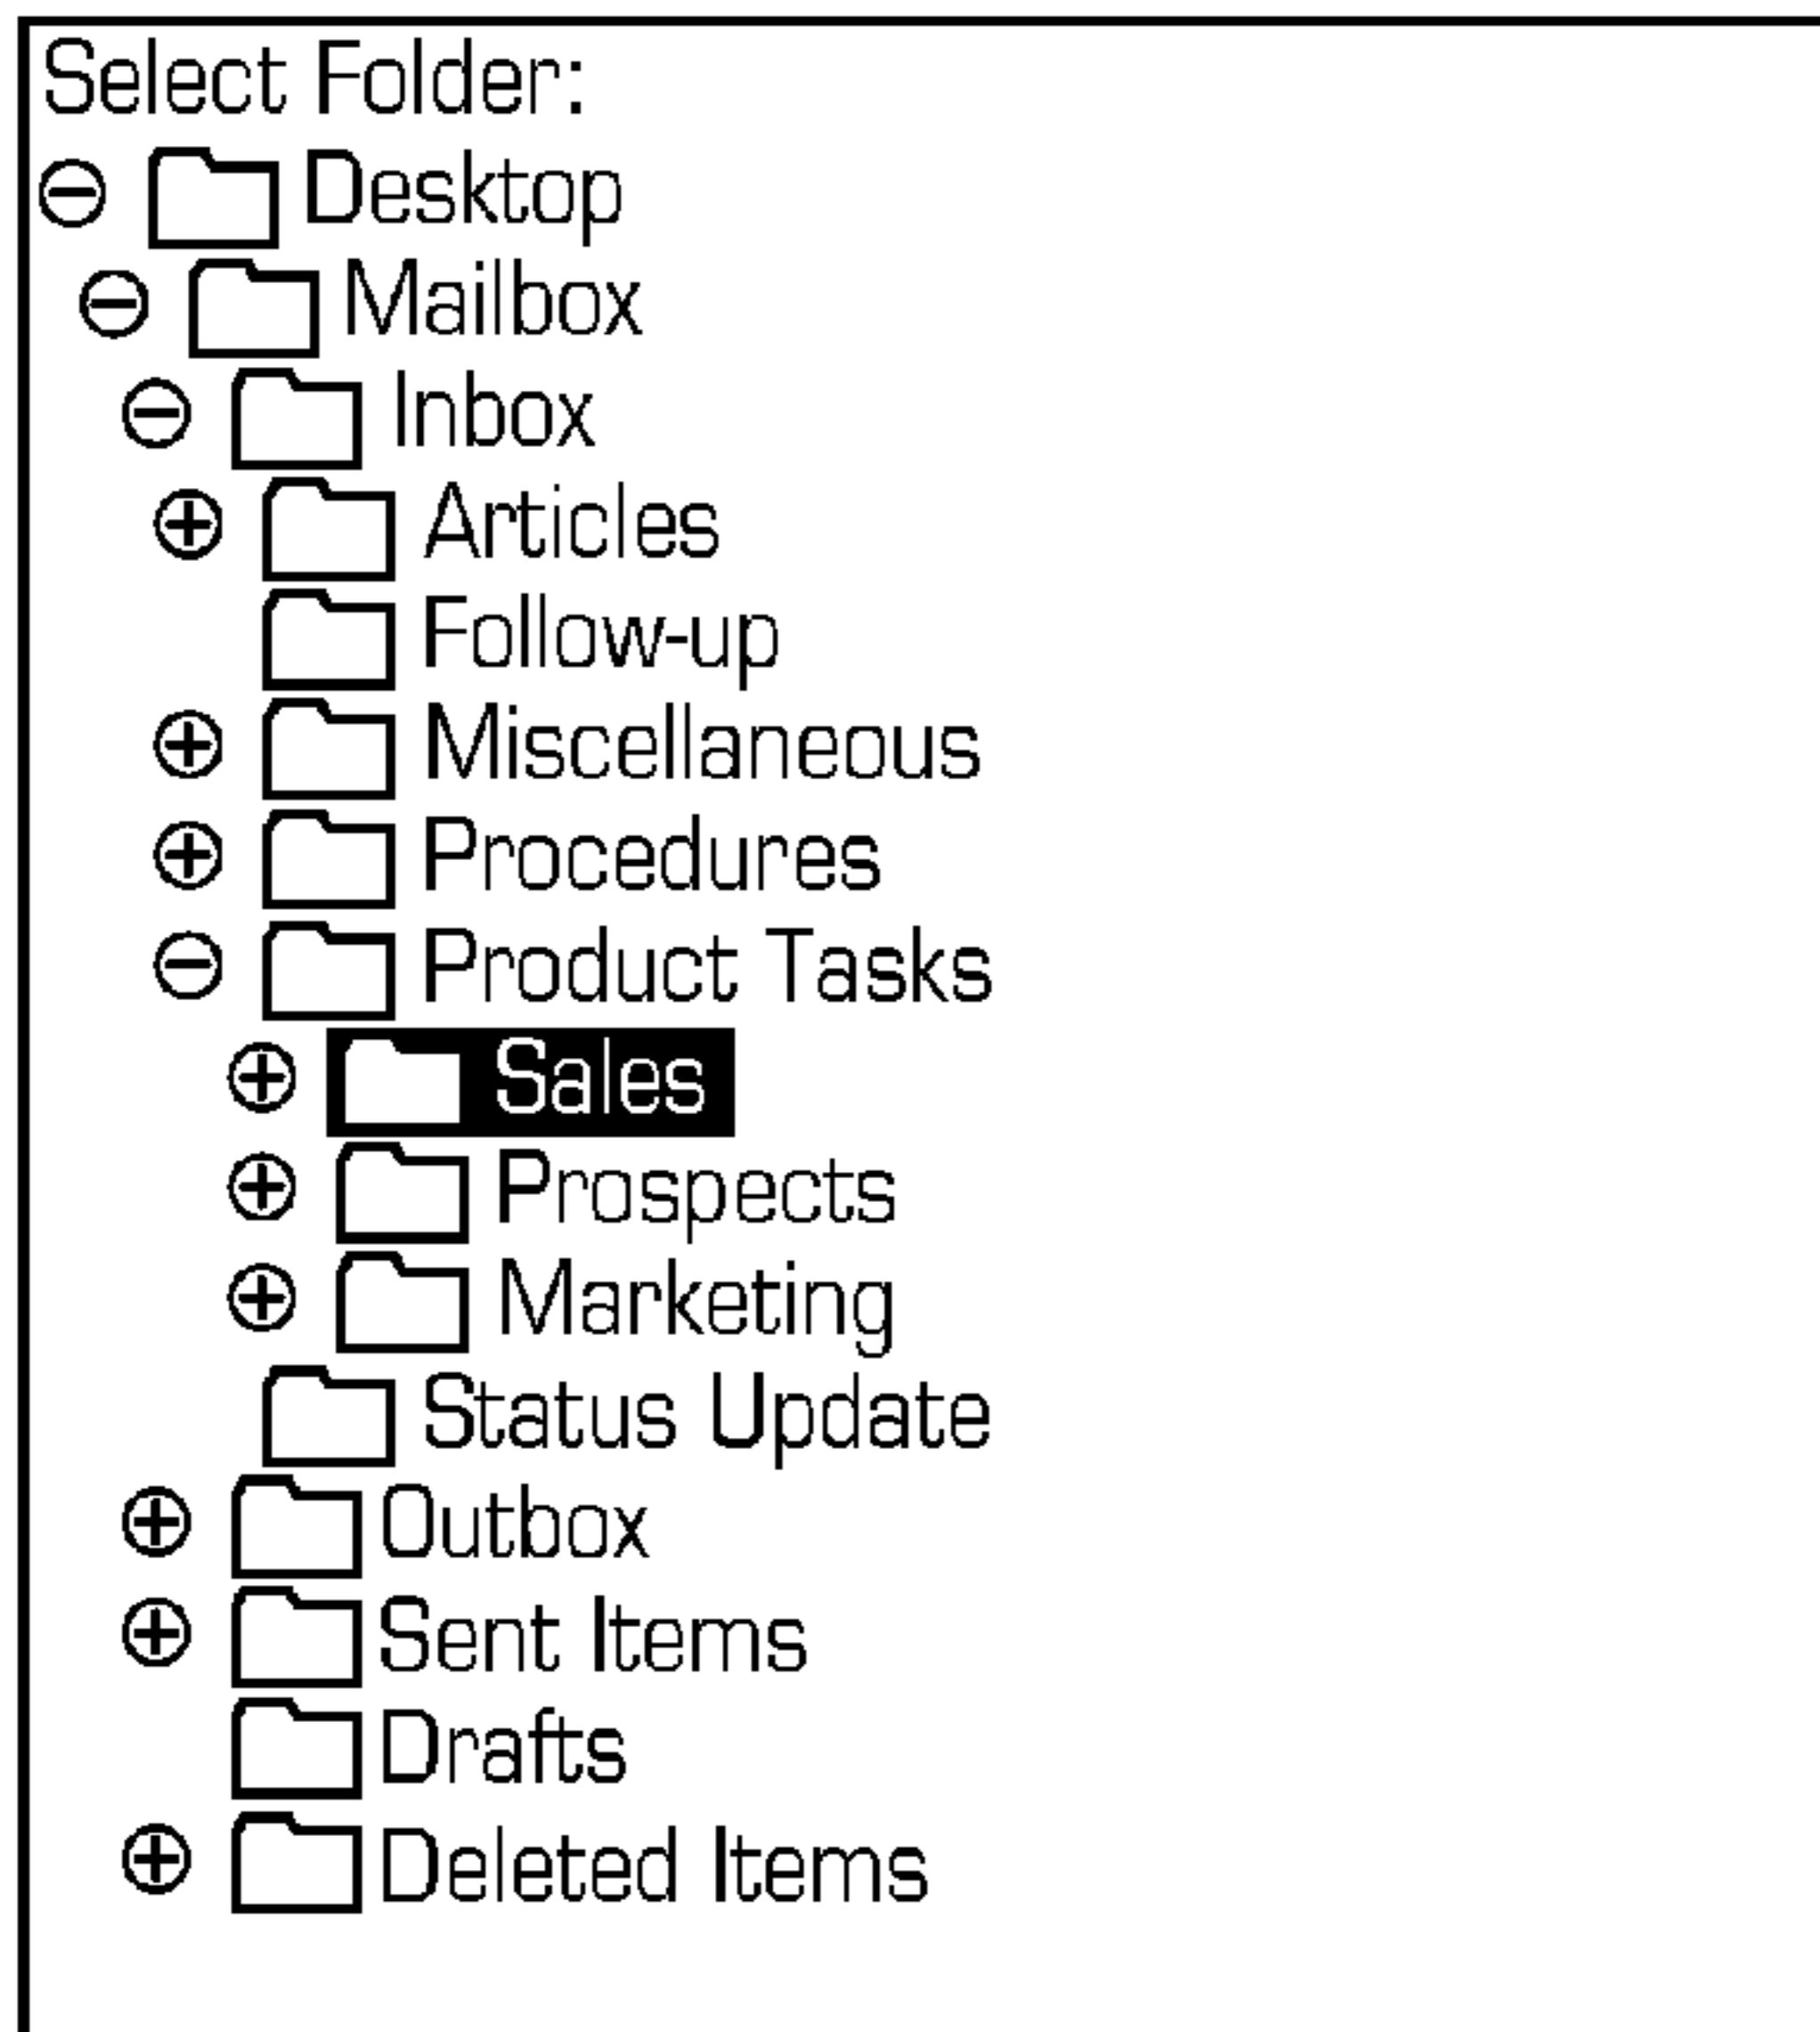 Select Folder:
Desktop
Mailbox
Inbox
Articles
Follow-up
Miscellaneous
Procedures
Product Tasks
Sales
Prospects
Marketing
Status Update
Outbox
Sent Items
Drafts
Deleted Items